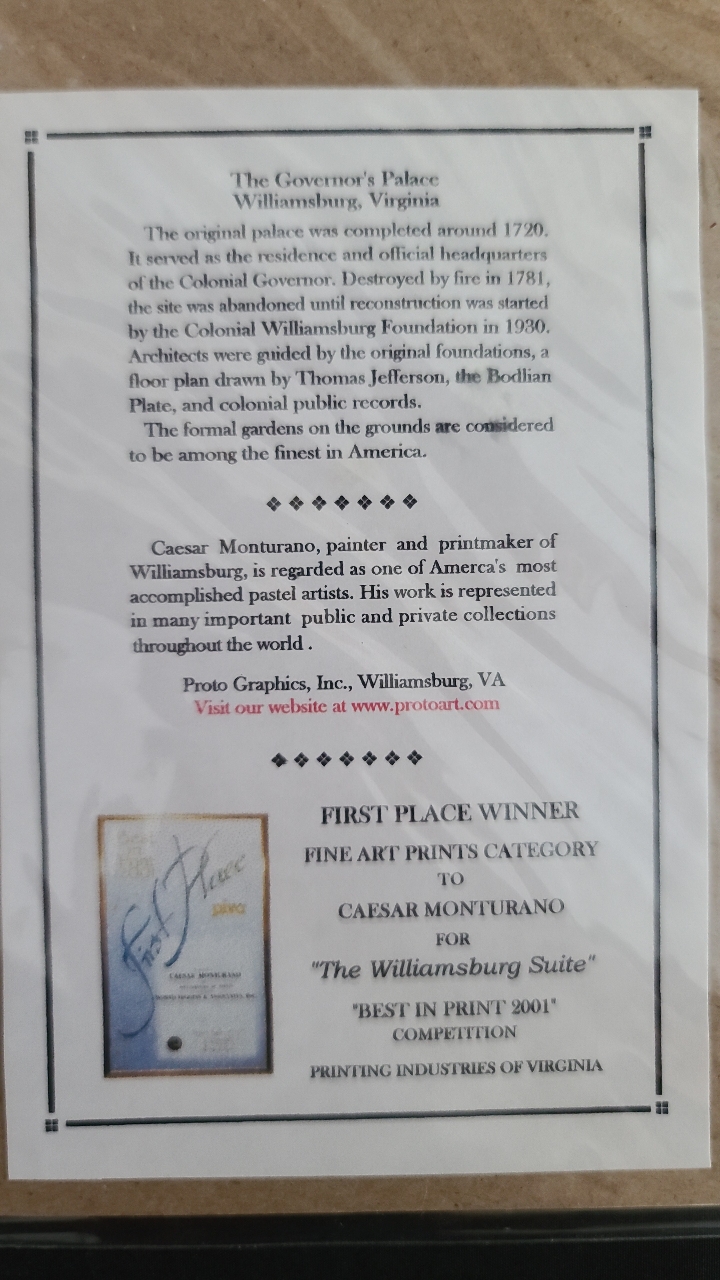 The Governor's Palace
Williamsburg, Virginia
The original palace was completed around 1720.
It served as the residence and official headquarters
of the Colonial Governor. Destroyed by fire in 1781,
the site was abandoned until reconstruction was started
by the Colonial Williamsburg Foundation in 1930.
Architects were guided by the original foundations, a
floor plan drawn by Thomas Jefferson, the Bodlian
Plate, and colonial public records.
The formal gardens on the grounds are considered
to be among the finest in America.
Caesar Monturano, painter and printmaker of
Williamsburg, is regarded as one of Amerca's most
accomplished pastel artists. His work is represented
in many important public and private collections
throughout the world .
Proto Graphics, Inc., Williamsburg, VA
Visit our website at www.protoart.com
FIRST PLACE WINNER
FINE ART PRINTS CATEGORY
TO
CAESAR MONTURANO
FOR
"The Williamsburg Suite"
"BEST IN PRINT 2001"
COMPETITION
PRINTING INDUSTRIES OF VIRGINIA
First Place
piva
CAESAR MONTURANO